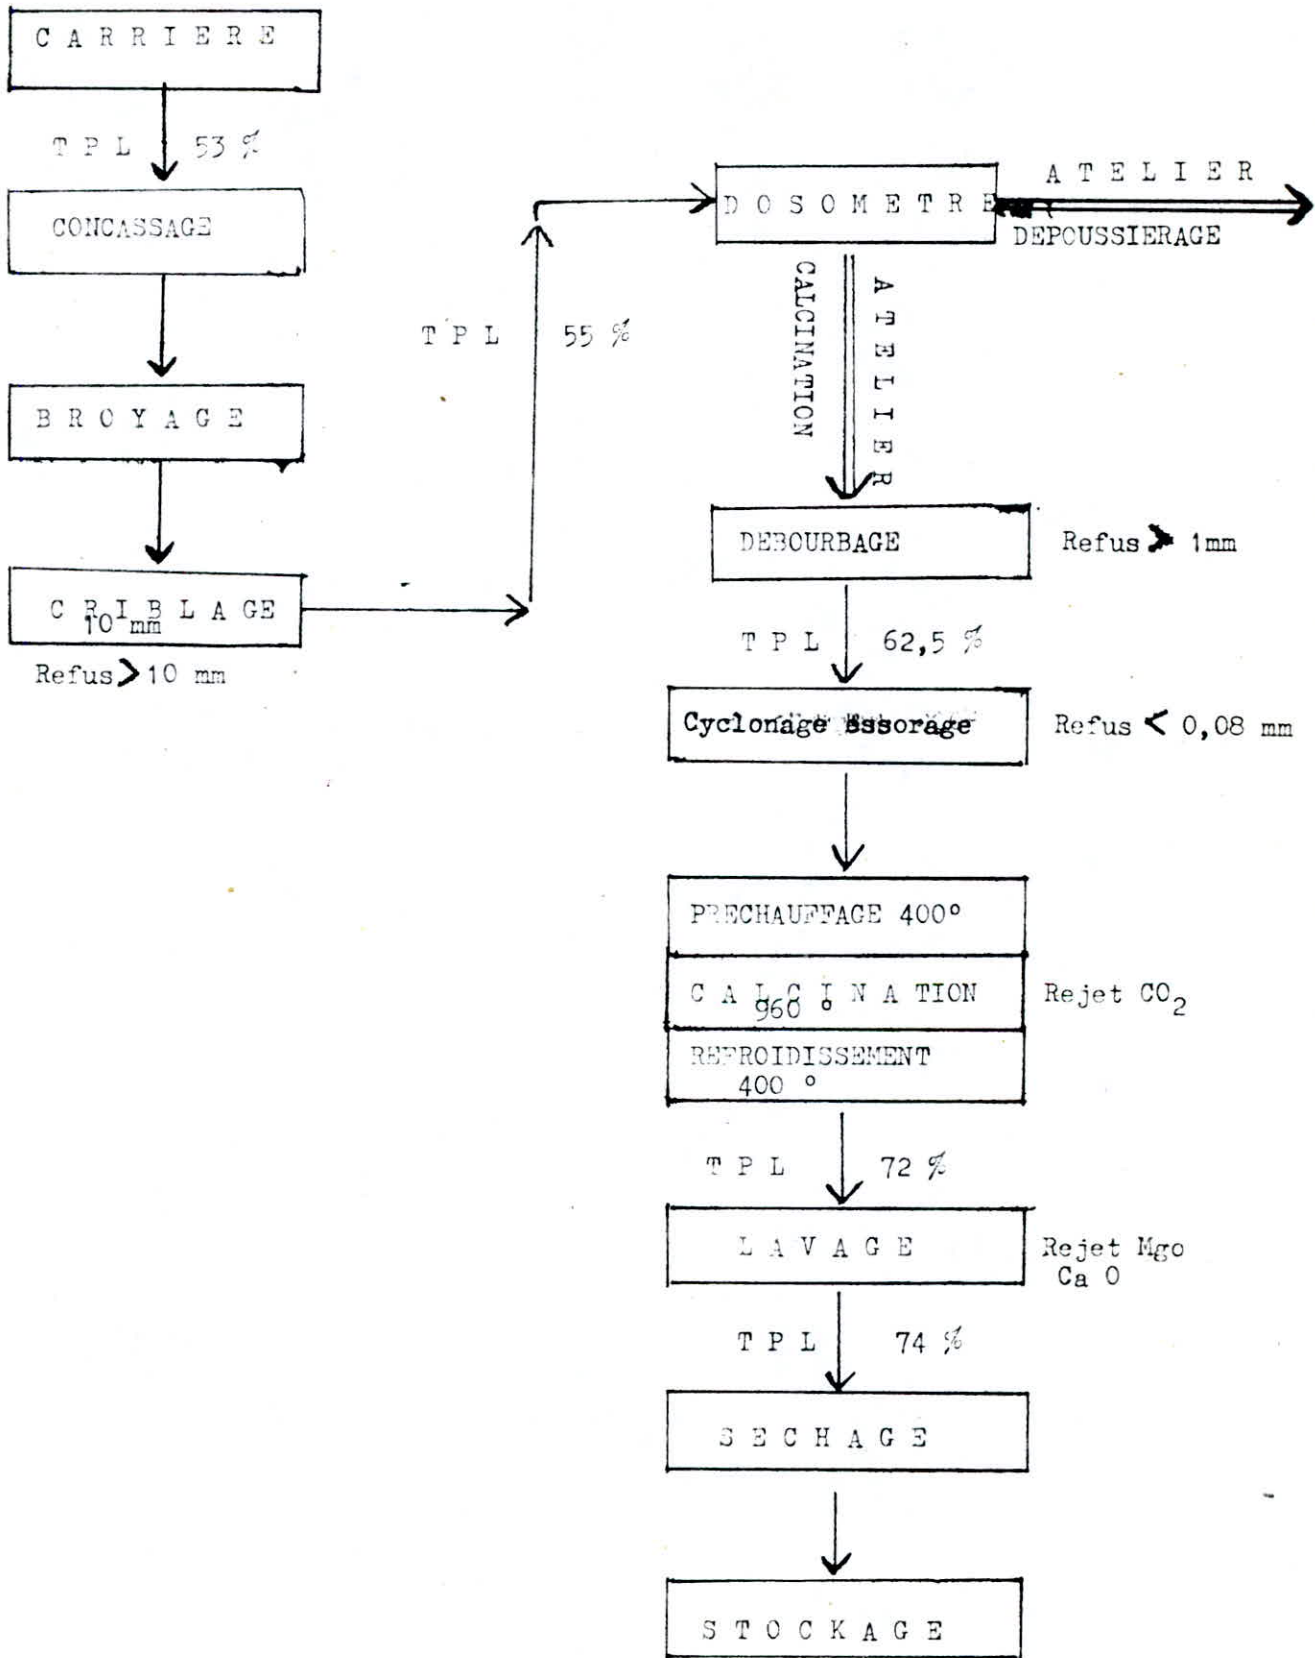 CARRIERE
TPL 53 %
CONCASSAGE
BROYAGE
CRIBLAGE
10 mm
Refus > 10 mm
TPL 55 %
DOSOMETRE
ATELIER
DEPOUSSIERAGE
CALCINATION
ATELIER
DEBOURBAGE
Refus > 1mm
TPL 62,5 %
Cyclonage Essorage
Refus < 0,08 mm
PRECHAUFFAGE 400°
CALCINATION
960 °
Rejet CO₂
REFROIDISSEMENT
400 °
TPL 72 %
LAVAGE
Rejet Mgo
Ca O
TPL 74 %
SECHAGE
STOCKAGE